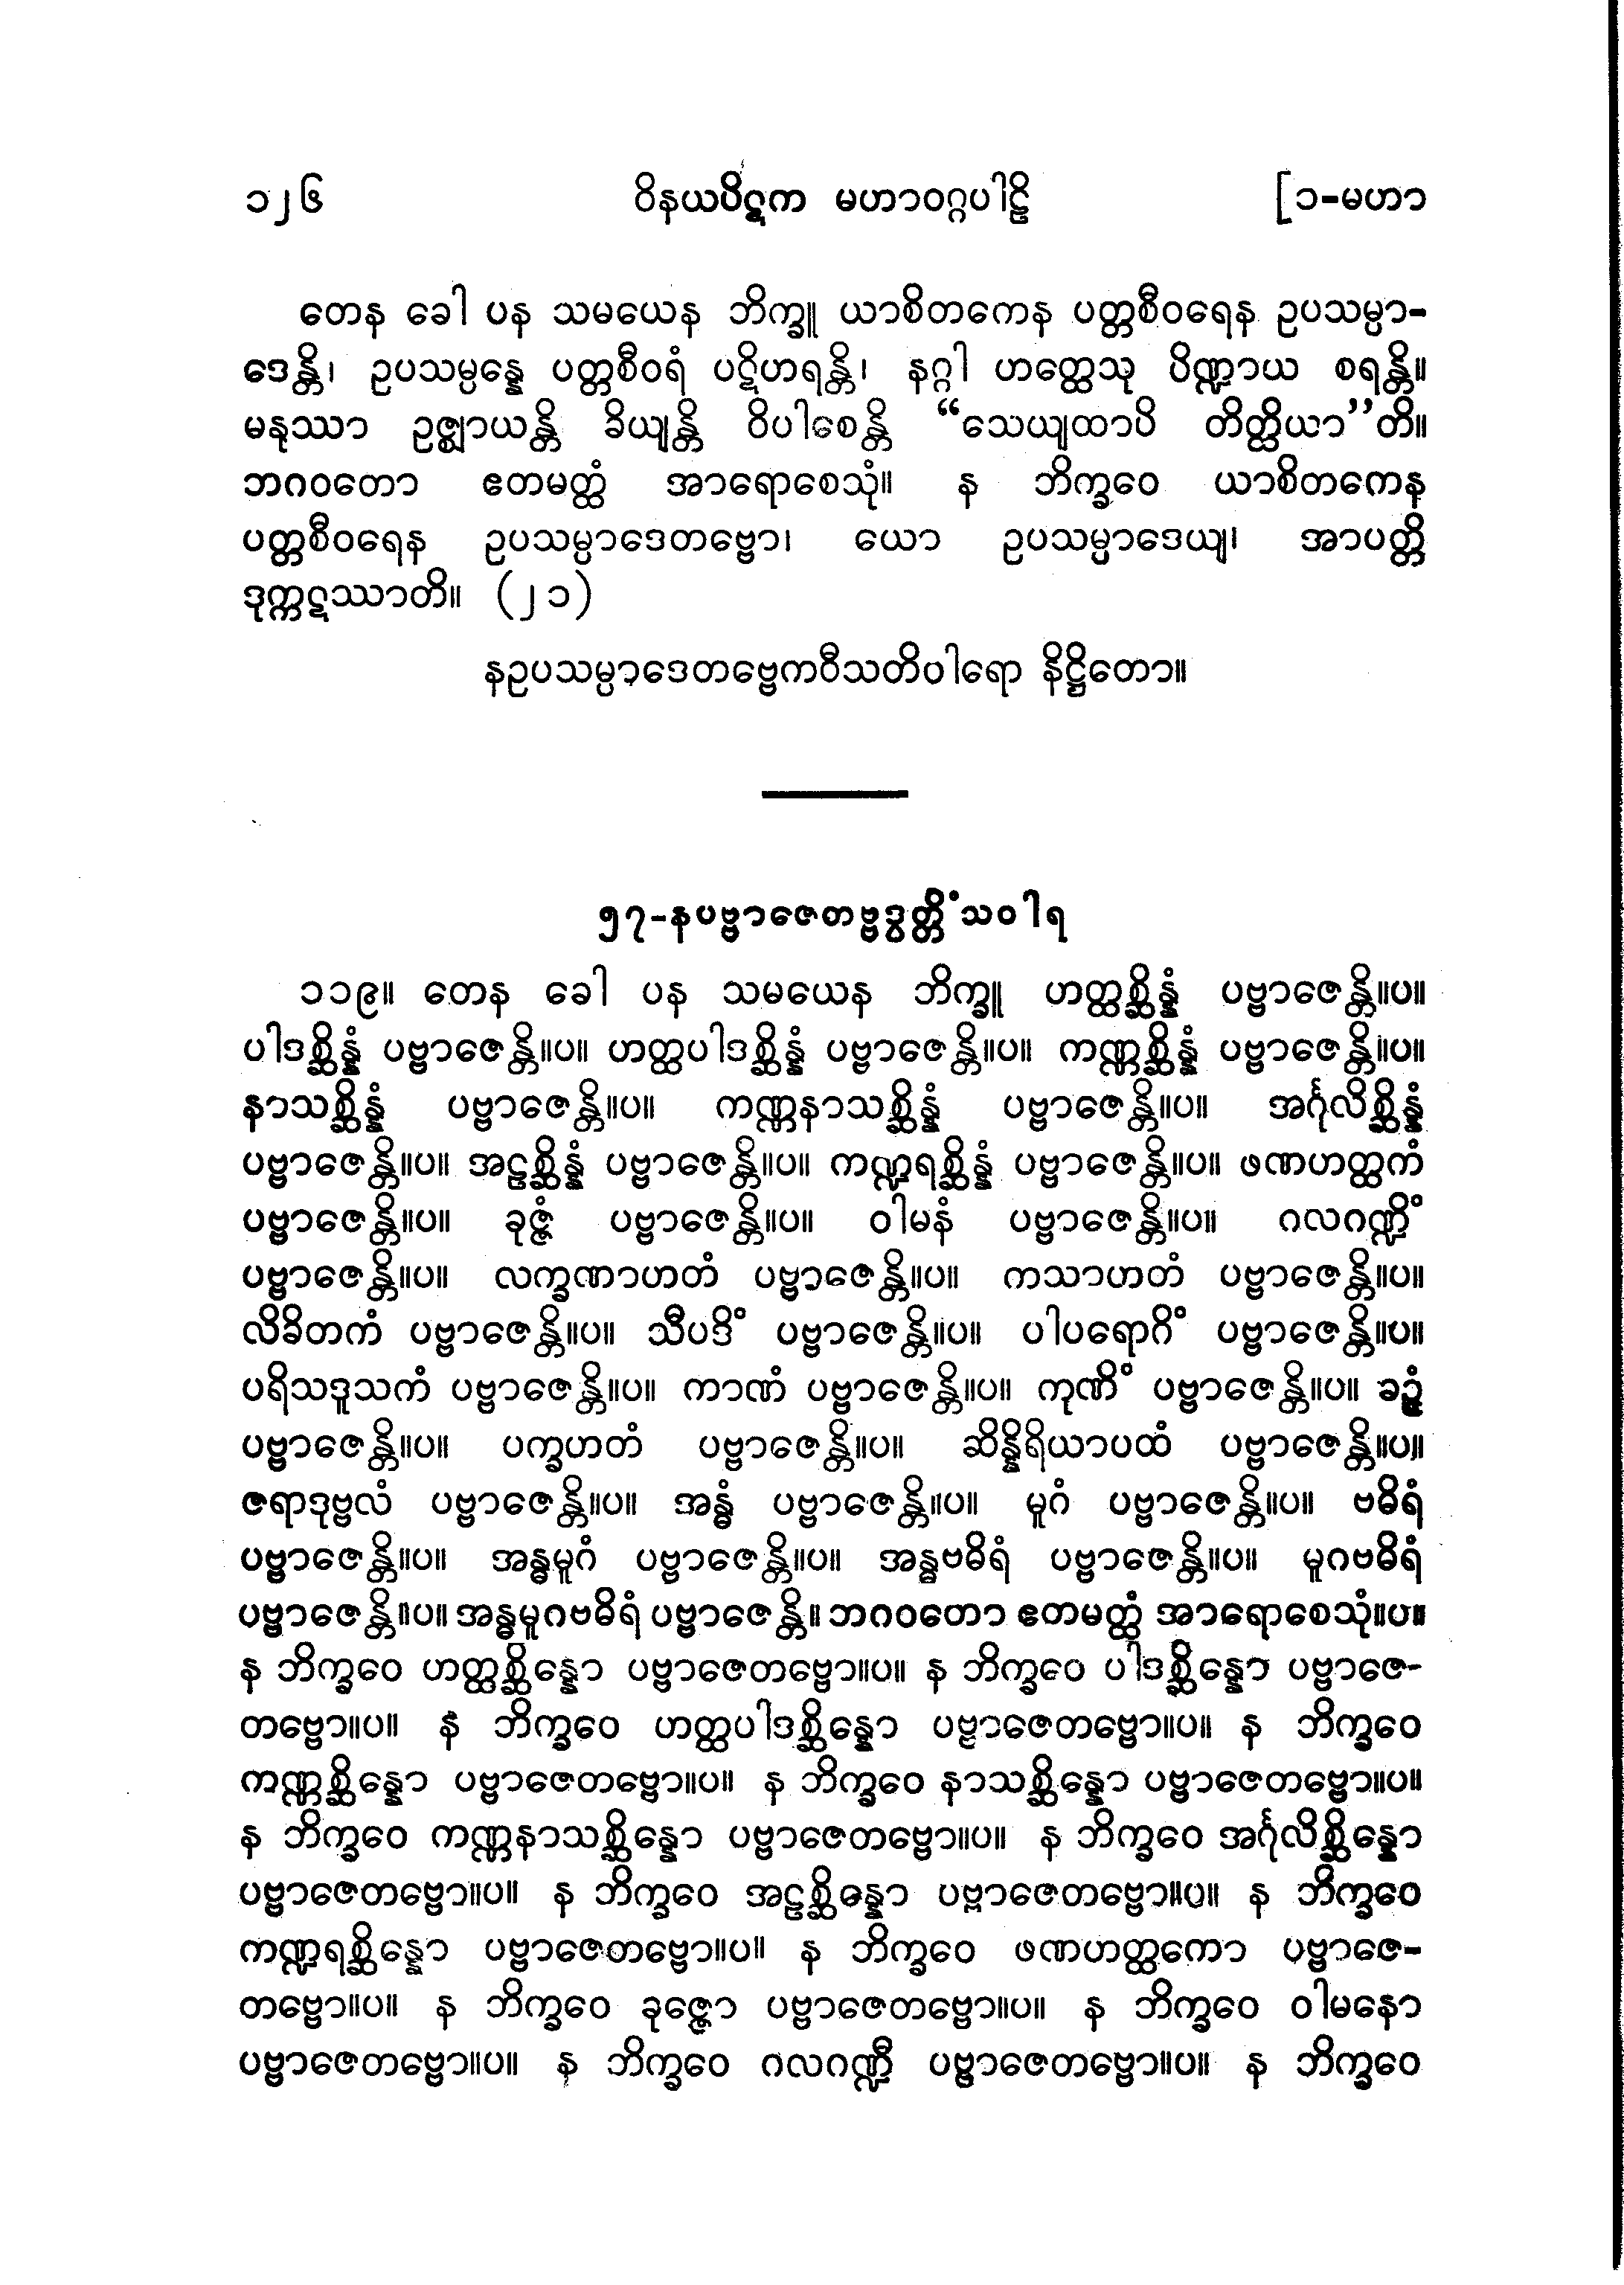 ၁၂၆ ဝိနယပိဋက မဟာဝဂ္ဂပါဠိ [၁-မဟာ
တေန ခေါ ပန သမယေန ဘိက္ခူ ယာစိတကေန ပတ္တစီဝရေန ဥပသမ္ပာ-
ဒေန္တိ၊ ဥပသမ္ပန္နေ ပတ္တစီဝရံ ပဋိဟရန္တိ၊ နဂ္ဂါ ဟတ္ထေသု ပိဏ္ဍာယ စရန္တိ။
မနုဿာ ဥဇ္ဈာယန္တိ ခိယျန္တိ ဝိပါစေန္တိ “သေယျထာပိ တိတ္ထိယာ”တိ။
ဘဂဝတော ဧတမတ္ထံ အာရောစေသုံ။ န ဘိက္ခဝေ ယာစိတကေန
ပတ္တစီဝရေန ဥပသမ္ပာဒေတဗ္ဗော၊ ယော ဥပသမ္ပာဒေယျ၊ အာပတ္တိ
ဒုက္ကဋဿာတိ။ (၂၁)
နဥပသမ္ပာဒေတဗ္ဗေကဝီသတိဝါရော နိဋ္ဌိတော။
၅၇-နပဗ္ဗာဇေတဗ္ဗဒွတ္တိံသဝါရ
၁၁၉။ တေန ခေါ ပန သမယေန ဘိက္ခူ ဟတ္ထစ္ဆိန္နံ ပဗ္ဗာဇေန္တိ။ပ။
ပါဒစ္ဆိန္နံ ပဗ္ဗာဇေန္တိ။ပ။ ဟတ္ထပါဒစ္ဆိန္နံ ပဗ္ဗာဇေန္တိ။ပ။ ကဏ္ဏစ္ဆိန္နံ ပဗ္ဗာဇေန္တိ။ပ။
နာသစ္ဆိန္နံ ပဗ္ဗာဇေန္တိ။ပ။ ကဏ္ဏနာသစ္ဆိန္နံ ပဗ္ဗာဇေန္တိ။ပ။ အင်္ဂုလိစ္ဆိန္နံ
ပဗ္ဗာဇေန္တိ။ပ။ အဠစ္ဆိန္နံ ပဗ္ဗာဇေန္တိ။ပ။ ကဏ္ဍရစ္ဆိန္နံ ပဗ္ဗာဇေန္တိ။ပ။ ဖဏဟတ္ထကံ
ပဗ္ဗာဇေန္တိ။ပ။ ခုဇ္ဇံ ပဗ္ဗာဇေန္တိ။ပ။ ဝါမနံ ပဗ္ဗာဇေန္တိ။ပ။ ဂလဂဏ္ဍိံ
ပဗ္ဗာဇေန္တိ။ပ။ လက္ခဏာဟတံ ပဗ္ဗာဇေန္တိ။ပ။ ကသာဟတံ ပဗ္ဗာဇေန္တိ။ပ။
လိခိတကံ ပဗ္ဗာဇေန္တိ။ပ။ သီပဒိံ ပဗ္ဗာဇေန္တိ။ပ။ ပါပရောဂိံ ပဗ္ဗာဇေန္တိ။ပ။
ပရိသဒူသကံ ပဗ္ဗာဇေန္တိ။ပ။ ကာဏံ ပဗ္ဗာဇေန္တိ။ပ။ ကုဏိံ ပဗ္ဗာဇေန္တိ။ပ။ ခဉ္ဇံ
ပဗ္ဗာဇေန္တိ။ပ။ ပက္ခဟတံ ပဗ္ဗာဇေန္တိ။ပ။ ဆိန္နိရိယာပထံ ပဗ္ဗာဇေန္တိ။ပ။
ဇရာဒုဗ္ဗလံ ပဗ္ဗာဇေန္တိ။ပ။ အန္ဓံ ပဗ္ဗာဇေန္တိ။ပ။ မူဂံ ပဗ္ဗာဇေန္တိ။ပ။ ဗဓိရံ
ပဗ္ဗာဇေန္တိ။ပ။ အန္ဓမူဂံ ပဗ္ဗာဇေန္တိ။ပ။ အန္ဓဗဓိရံ ပဗ္ဗာဇေန္တိ။ပ။ မူဂဗဓိရံ
ပဗ္ဗာဇေန္တိ။ပ။ အန္ဓမူဂဗဓိရံ ပဗ္ဗာဇေန္တိ။ ဘဂဝတော ဧတမတ္ထံ အာရောစေသုံ။ပ။
န ဘိက္ခဝေ ဟတ္ထစ္ဆိန္နော ပဗ္ဗာဇေတဗ္ဗော။ပ။ န ဘိက္ခဝေ ပါဒစ္ဆိန္နော ပဗ္ဗာဇေ-
တဗ္ဗော။ပ။ န ဘိက္ခဝေ ဟတ္ထပါဒစ္ဆိန္နော ပဗ္ဗာဇေတဗ္ဗော။ပ။ န ဘိက္ခဝေ
ကဏ္ဏစ္ဆိန္နော ပဗ္ဗာဇေတဗ္ဗော။ပ။ န ဘိက္ခဝေ နာသစ္ဆိန္နော ပဗ္ဗာဇေတဗ္ဗော။ပ။
န ဘိက္ခဝေ ကဏ္ဏနာသစ္ဆိန္နော ပဗ္ဗာဇေတဗ္ဗော။ပ။ န ဘိက္ခဝေ အင်္ဂုလိစ္ဆိန္နော
ပဗ္ဗာဇေတဗ္ဗော။ပ။ န ဘိက္ခဝေ အဠစ္ဆိန္နော ပဗ္ဗာဇေတဗ္ဗော။ပ။ န ဘိက္ခဝေ
ကဏ္ဍရစ္ဆိန္နော ပဗ္ဗာဇေတဗ္ဗော။ပ။ န ဘိက္ခဝေ ဖဏဟတ္ထကော ပဗ္ဗာဇေ-
တဗ္ဗော။ပ။ န ဘိက္ခဝေ ခုဇ္ဇော ပဗ္ဗာဇေတဗ္ဗော။ပ။ န ဘိက္ခဝေ ဝါမနော
ပဗ္ဗာဇေတဗ္ဗော။ပ။ န ဘိက္ခဝေ ဂလဂဏ္ဍီ ပဗ္ဗာဇေတဗ္ဗော။ပ။ န ဘိက္ခဝေ